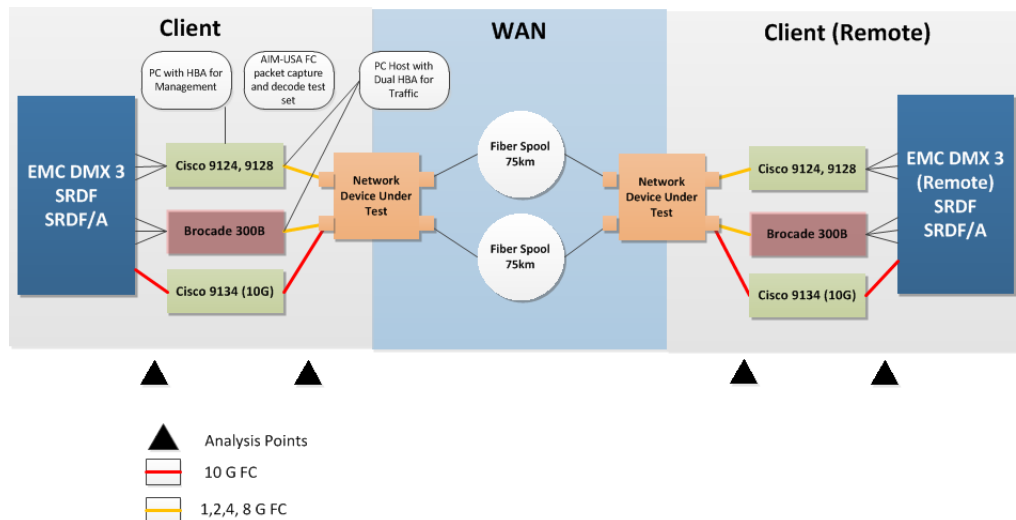 Client
WAN
Client (Remote)
PC with HBA for
Management
AIM-USA FC
packet capture
and decode test
set
PC Host with
Dual HBA for
Traffic
EMC DMX 3
SRDF
SRDF/A
Cisco 9124, 9128
Brocade 300B
Cisco 9134 (10G)
Network
Device Under
Test
Fiber Spool
75km
Fiber Spool
75km
Network
Device Under
Test
Cisco 9124, 9128
Brocade 300B
Cisco 9134 (10G)
EMC DMX 3
(Remote)
SRDF
SRDF/A
Analysis Points
10 G FC
1,2,4, 8 G FC